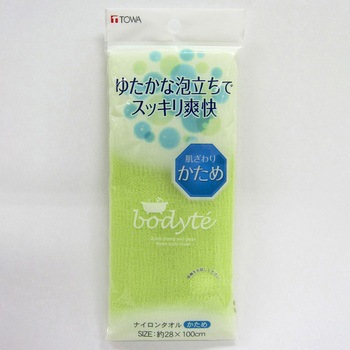 TOWA
ゆたかな泡立ちで
スッキリ爽快
肌ざわり
かため
bodyté
ナイロンタオル かため
SIZE:約28×100cm